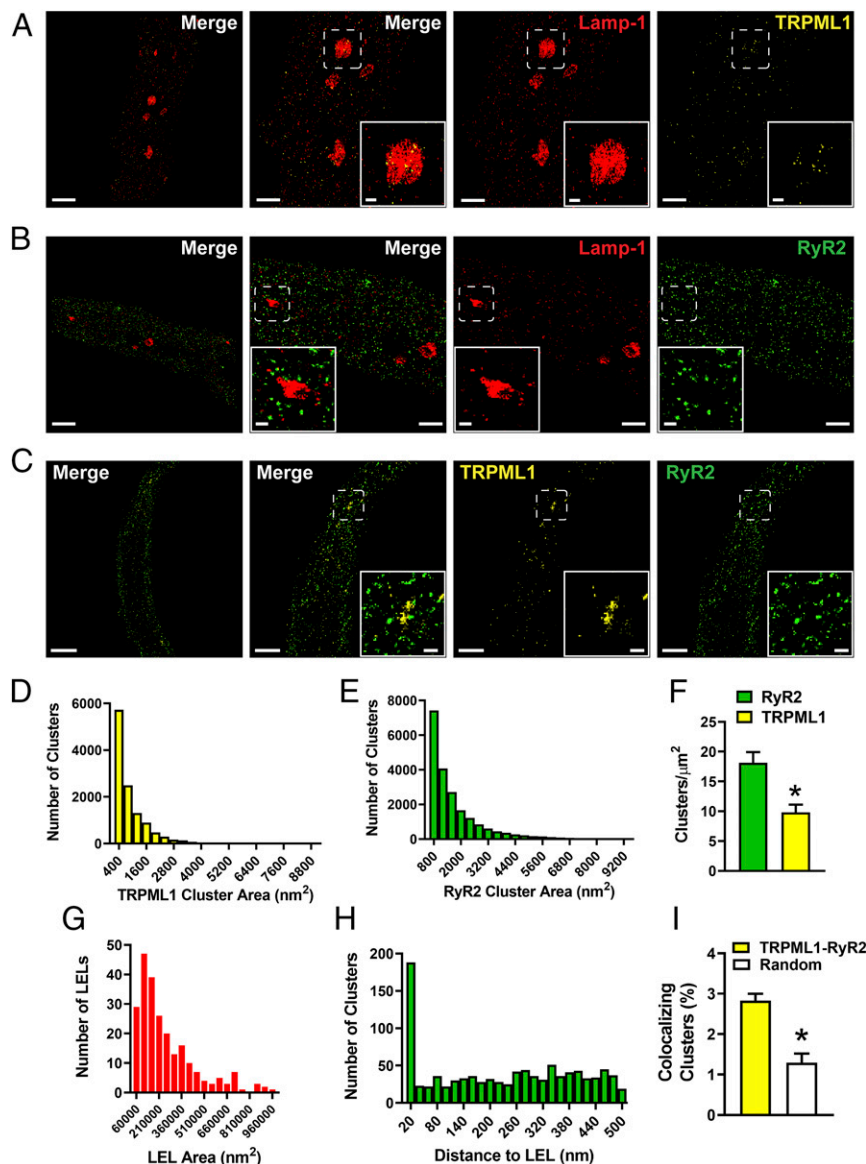 A
Merge
Merge
Lamp-1
TRPML1
B
Merge
Merge
Lamp-1
RyR2
C
Merge
Merge
TRPML1
RyR2
D
Number of Clusters
6000
4000
2000
0
400
1600
2800
4000
5200
6400
7600
8800
TRPML1 Cluster Area (nm²)
E
Number of Clusters
8000
6000
4000
2000
0
800
2000
3200
4400
5600
6800
8000
9200
RyR2 Cluster Area (nm²)
F
RyR2
TRPML1
Clusters/μm²
25
20
15
10
5
0
*
G
Number of LELs
50
40
30
20
10
0
60000
210000
360000
510000
660000
810000
960000
LEL Area (nm²)
H
Number of Clusters
200
150
100
50
0
20
80
140
200
260
320
380
440
500
Distance to LEL (nm)
I
TRPML1-RyR2
Random
Colocalizing
Clusters (%)
4
3
2
1
0
*